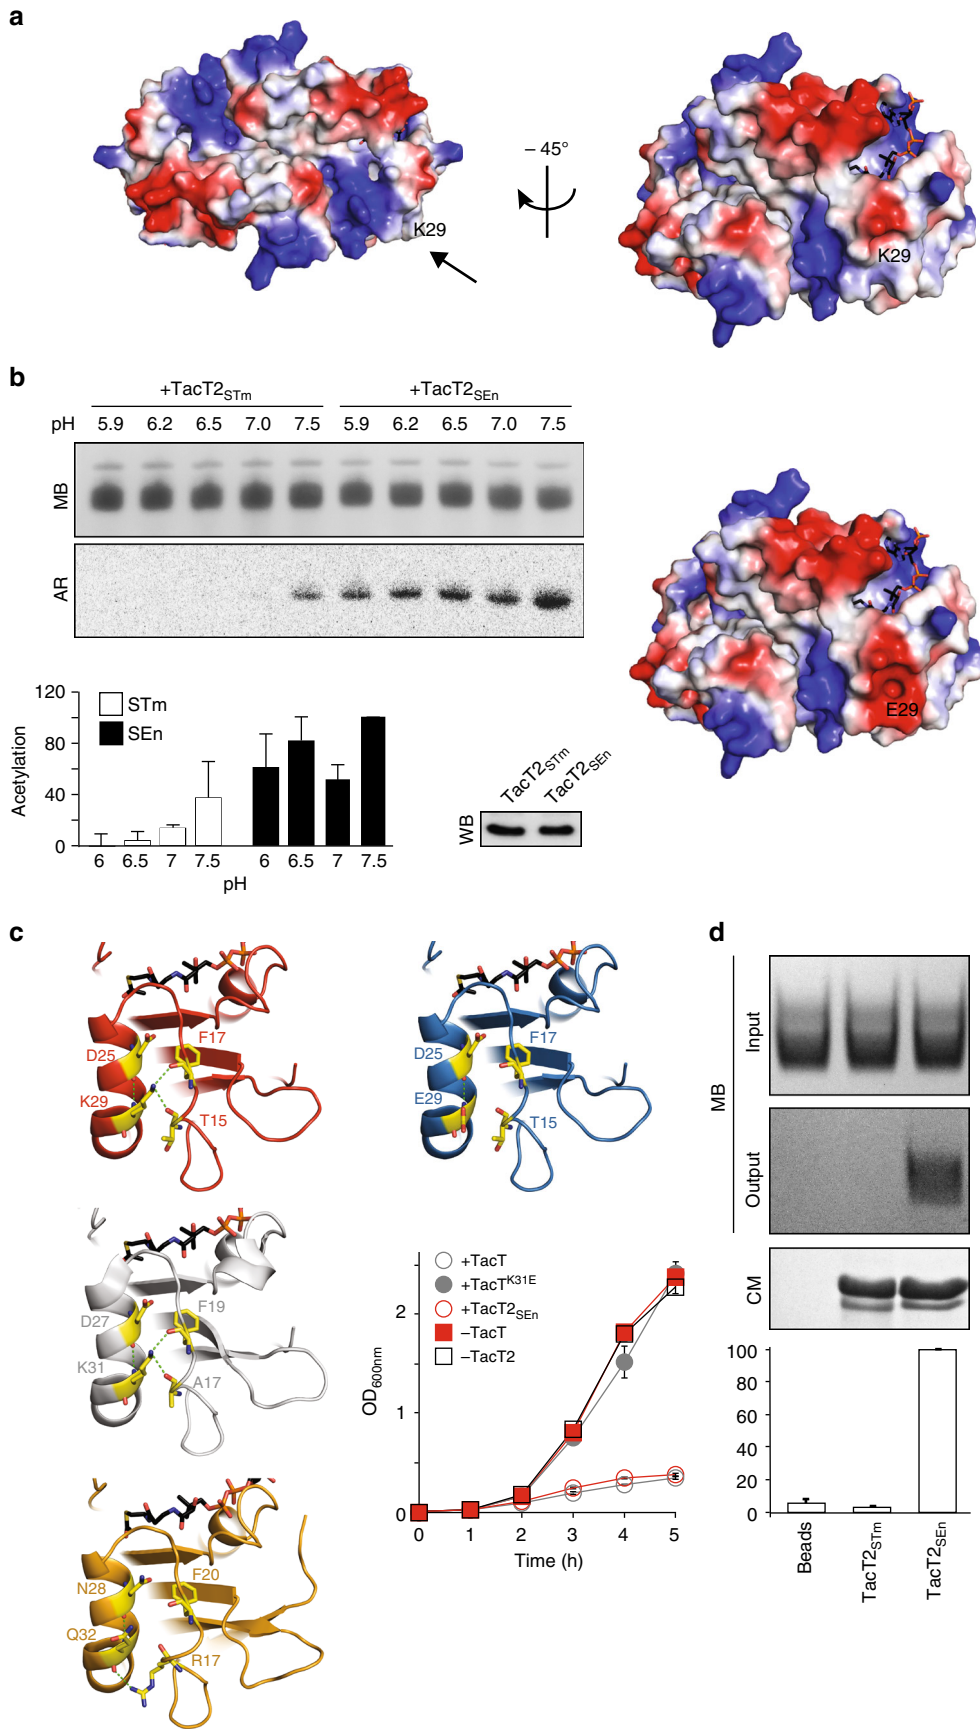 a
K29
– 45°
K29
b
+TacT2STm
+TacT2SEn
pH 5.9 6.2 6.5 7.0 7.5 5.9 6.2 6.5 7.0 7.5
MB
AR
E29
120
80
40
0
Acetylation
STm
SEn
6 6.5 7 7.5 6 6.5 7 7.5
pH
TacT2STm
TacT2SEn
WB
c
D25
F17
K29
T15
D25
F17
E29
T15
D27
F19
K31
A17
N28
F20
Q32
R17
+TacT
+TacTK31E
+TacT2SEn
–TacT
–TacT2
OD600nm
2
1
0
0 1 2 3 4 5
Time (h)
d
MB
Input
Output
CM
100
80
60
40
20
0
Beads
TacT2STm
TacT2SEn